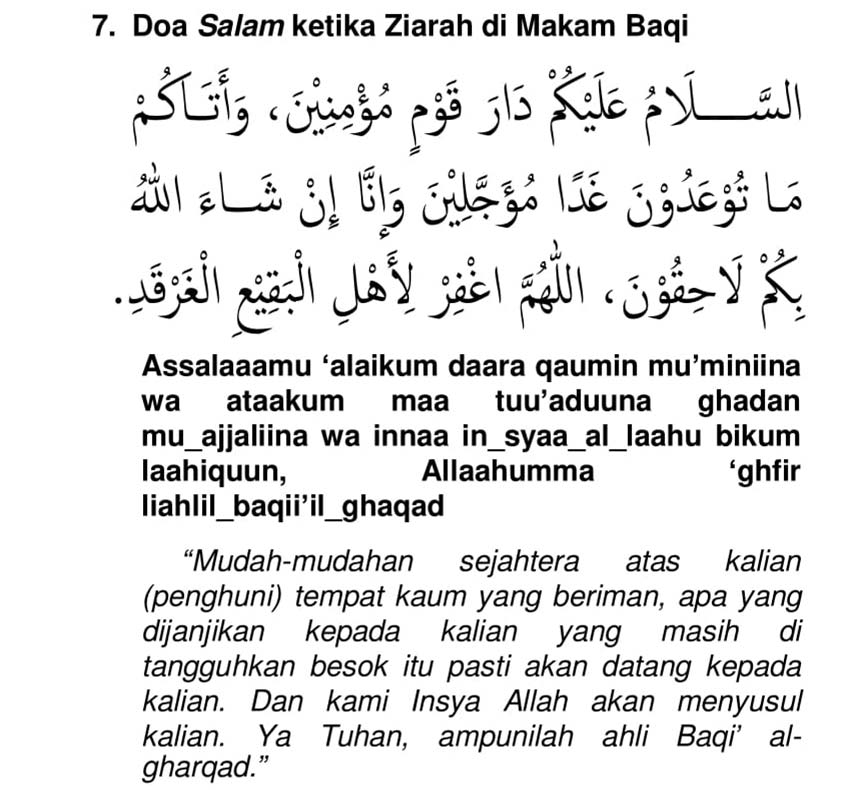 7. Doa Salam ketika Ziarah di Makam Baqi
السَّـــلَامُ عَلَيْكُمْ دَارَ قَوْمٍ مُؤْمِنِيْنَ، وَأَتَـاكُمْ
مَا تُوْعَدُوْنَ غَدًا مُؤَجَّلِيْنَ وَإِنَّا إِنْ شَـاءَ اللهُ
بِكُمْ لَاحِقُوْنَ، اللَّهُمَّ اغْفِرْ لِأَهْلِ الْبَقِيْعِ الْغَرْقَدِ.
Assalaaamu ‘alaikum daara qaumin mu’miniina
wa ataakum maa tuu’aduuna ghadan
mu_ajjaliina wa innaa in_syaa_al_laahu bikum
laahiquun, Allaahumma ‘ghfir
liahlil_baqii’il_ghaqad
“Mudah-mudahan sejahtera atas kalian
(penghuni) tempat kaum yang beriman, apa yang
dijanjikan kepada kalian yang masih di
tangguhkan besok itu pasti akan datang kepada
kalian. Dan kami Insya Allah akan menyusul
kalian. Ya Tuhan, ampunilah ahli Baqi’ al-
gharqad.”